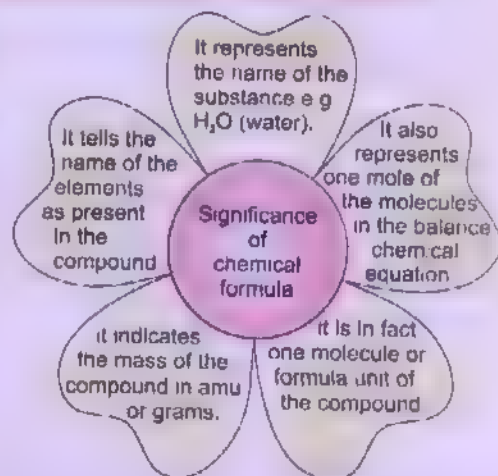 It represents
the name of the
substance e g
H₂O (water).
It also
represents
one mole of
the molecules
in the balance
chemical
equation
It is in fact
one molecule or
formula unit of
the compound
it indicates
the mass of the
compound in amu
or grams.
It tells the
name of the
elements
as present
in the
compound
Significance
of
chemical
formula